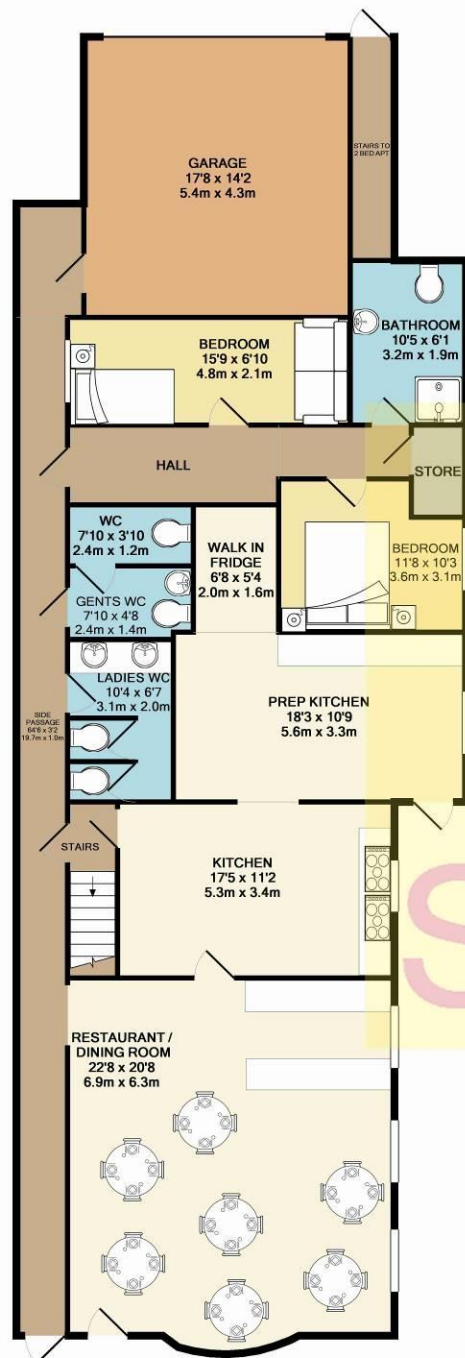 STAIRS TO
2 BED APT
GARAGE
17'8 x 14'2
5.4m x 4.3m
BATHROOM
10'5 x 6'1
3.2m x 1.9m
BEDROOM
15'9 x 6'10
4.8m x 2.1m
HALL
STORE
WC
7'10 x 3'10
2.4m x 1.2m
WALK IN
FRIDGE
6'8 x 5'4
2.0m x 1.6m
BEDROOM
11'8 x 10'3
3.6m x 3.1m
GENTS WC
7'10 x 4'8
2.4m x 1.4m
LADIES WC
10'4 x 6'7
3.1m x 2.0m
PREP KITCHEN
18'3 x 10'9
5.6m x 3.3m
SIDE
PASSAGE
64'6 x 3'2
19.7m x 1.0m
STAIRS
KITCHEN
17'5 x 11'2
5.3m x 3.4m
S
RESTAURANT /
DINING ROOM
22'8 x 20'8
6.9m x 6.3m